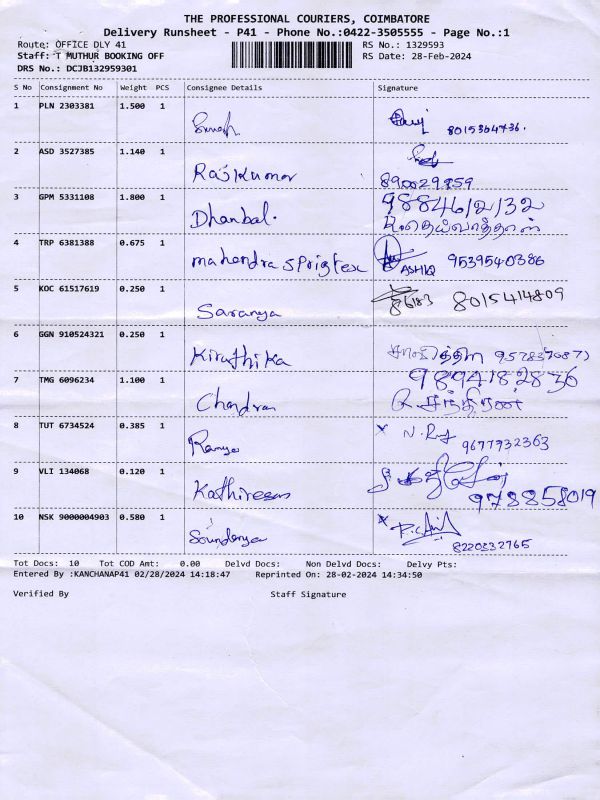 THE PROFESSIONAL COURIERS, COIMBATORE
Delivery Runsheet - P41 - Phone No.:0422-3505555 - Page No.:1
Route: OFFICE DLY 41 RS No.: 1329593
Staff: T MUTHUR BOOKING OFF RS Date: 28-Feb-2024
DRS No.: DCJB132959301
S No Consignment No Weight PCS Consignee Details Signature
1 PLN 2303381 1.500 1
8015364736.
2 ASD 3527385 1.140 1
Rajkumar
3 GPM 5331108 1.800 1 9884612132
Dhanbal. தெய்வாத்தாள்
4 TRP 6381388 0.675 1
mahendra ASHIQ 9539540386
5 KOC 61517619 0.250 1
Saranya 86183 8015414809
6 GGN 910524321 0.250 1
Kirathika
7 TMG 6096234 1.100 1 9894182836
Chandran
8 TUT 6734524 0.385 1
Ramya 9677932363
9 VLI 134068 0.120 1
Kathiresan 978858019
10 NSK 9000004903 0.580 1
Soundarya 8220332765
Tot Docs: 10 Tot COD Amt: 0.00 Delvd Docs: Non Delvd Docs: Delvy Pts:
Entered By :KANCHANAP41 02/28/2024 14:18:47 Reprinted On: 28-02-2024 14:34:50
Verified By Staff Signature